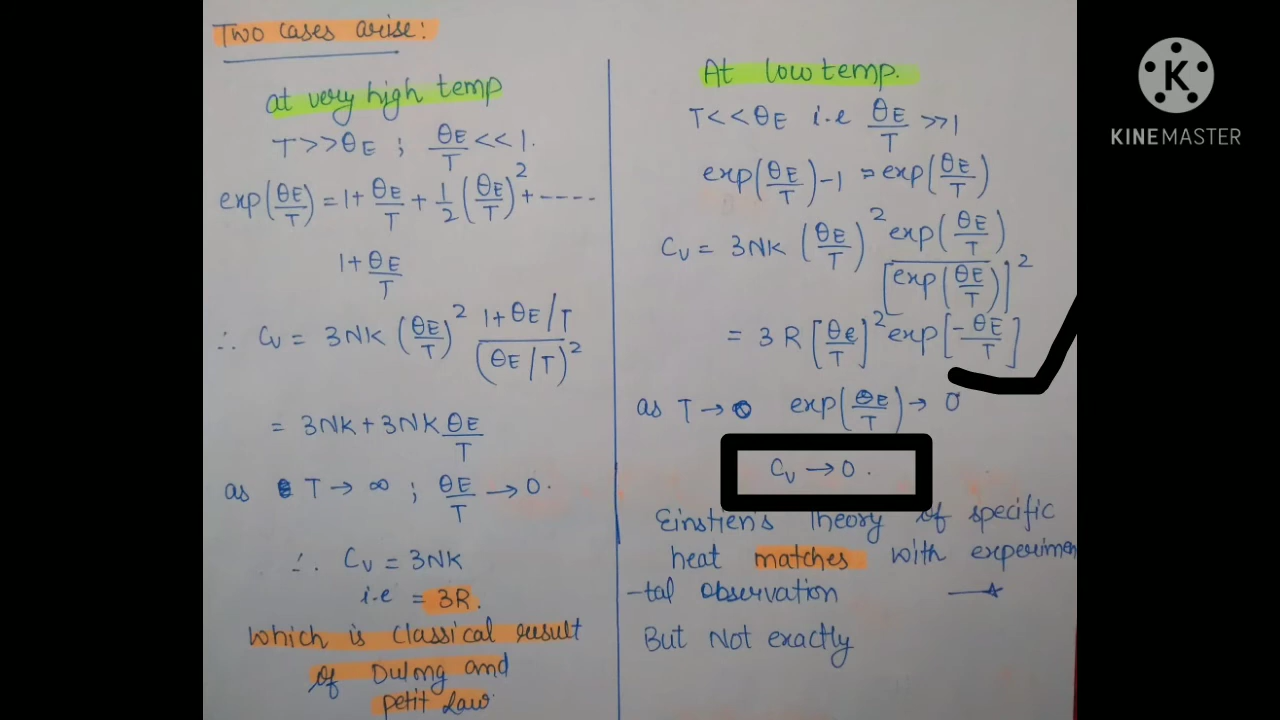 Two cases arise:
at very high temp
T>>θE ; θE/T << 1.
exp(θE/T) = 1 + θE/T + 1/2 (θE/T)² + ----
1 + θE/T
∴ Cv = 3NK (θE/T)² 1 + θE/T / (θE/T)²
= 3NK + 3NK θE/T
as T → ∞ ; θE/T → 0.
∴ Cv = 3NK
i.e = 3R.
which is classical result
of Dulong and
petit Law.
At low temp.
T<<θE i.e θE/T >>1
exp(θE/T) -1 = exp(θE/T)
Cv = 3NK (θE/T)² exp(θE/T) / [exp(θE/T)]²
= 3R [θe/T]² exp[-θE/T]
as T → 0 exp(θE/T) → 0
Cv → 0.
Einstien's Theory of specific
heat matches with experimen
-tal observation
But Not exactly
K
KINEMASTER